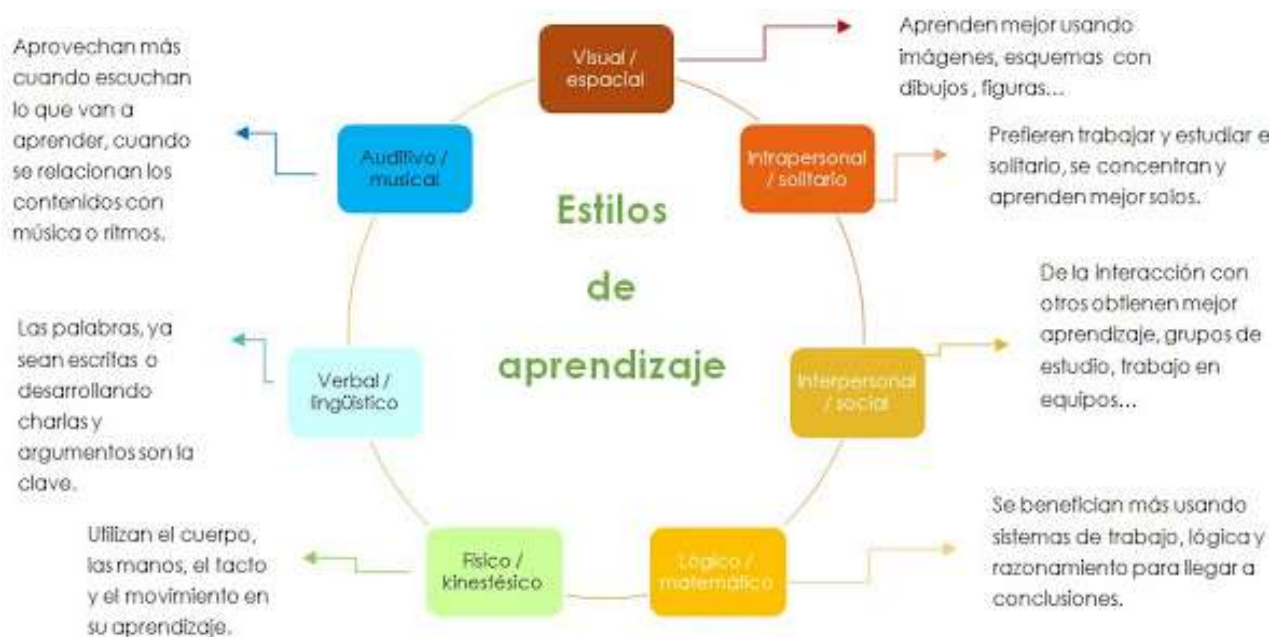 Estilos
de
aprendizaje
Visual /
espacial
Aprenden mejor usando
imágenes, esquemas con
dibujos , figuras...
Intrapersonal
/ solitario
Prefieren trabajar y estudiar e
solitario, se concentran y
aprenden mejor solos.
Interpersonal
/ social
De la interacción con
otros obtienen mejor
aprendizaje, grupos de
estudio, trabajo en
equipos...
Lógico /
matemático
Se benefician más usando
sistemas de trabajo, lógica y
razonamiento para llegar a
conclusiones.
Físico /
kinestésico
Utilizan el cuerpo,
las manos, el tacto
y el movimiento en
su aprendizaje.
Verbal /
lingüístico
Las palabras, ya
sean escritas o
desarrollando
charlas y
argumentos son la
clave.
Auditivo /
musical
Aprovechan más
cuando escuchan
lo que van a
aprender, cuando
se relacionan los
contenidos con
música o ritmos.